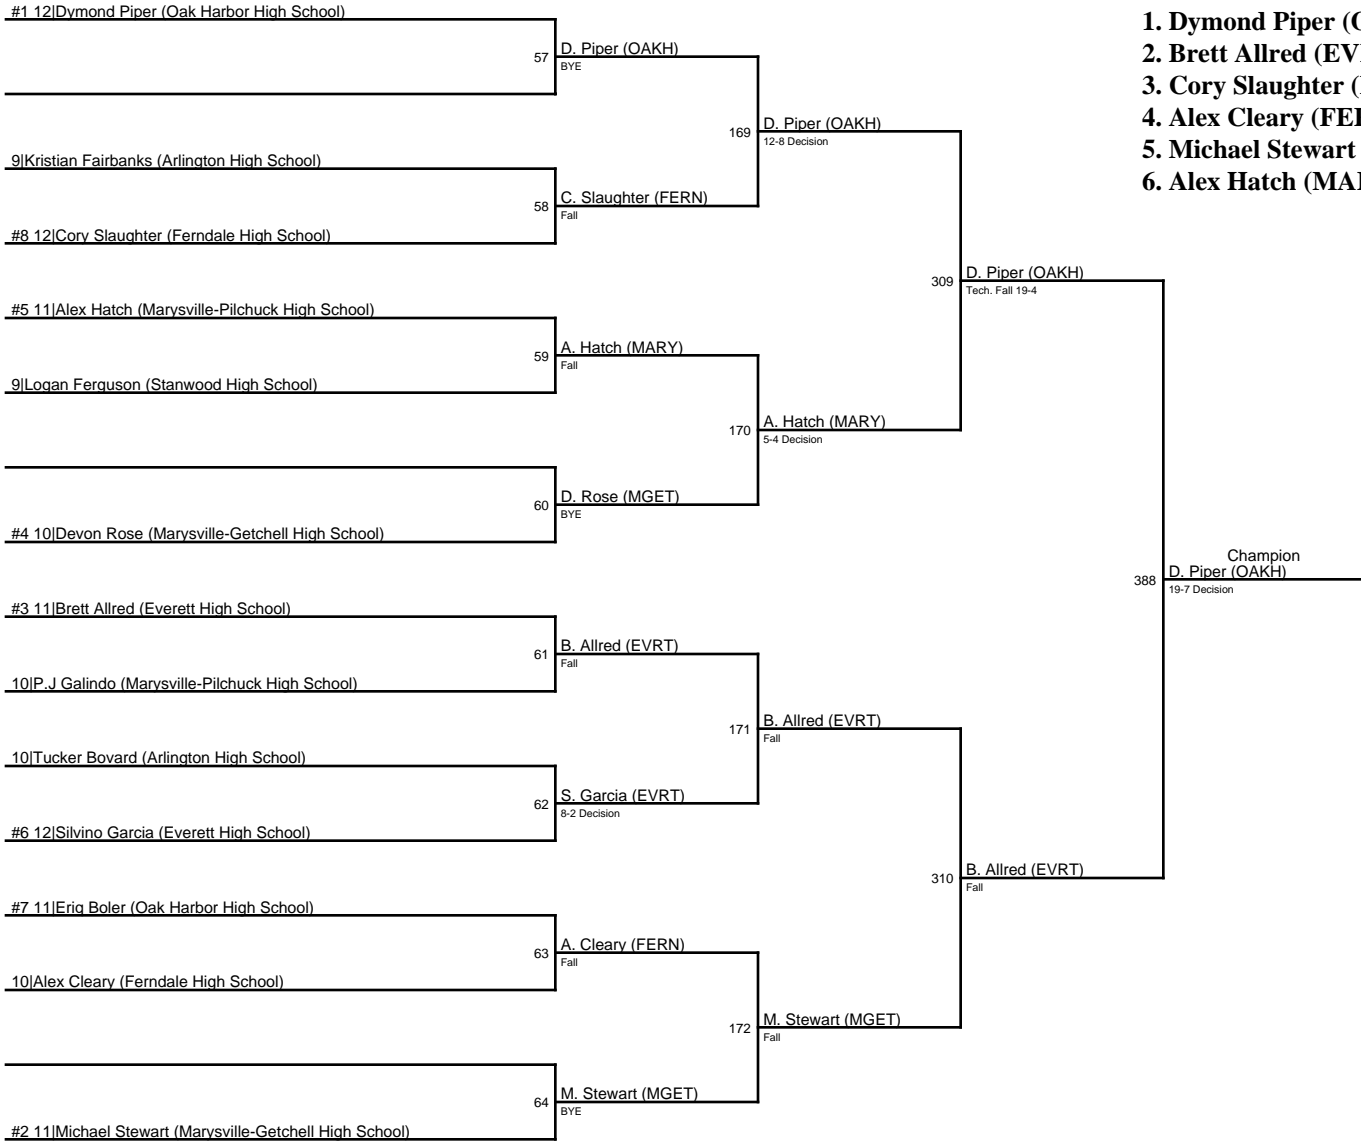 #1 12|Dymond Piper (Oak Harbor High School)
57
D. Piper (OAKH)
BYE
169
D. Piper (OAKH)
12-8 Decision
9|Kristian Fairbanks (Arlington High School)
58
C. Slaughter (FERN)
Fall
#8 12|Cory Slaughter (Ferndale High School)
309
D. Piper (OAKH)
Tech. Fall 19-4
#5 11|Alex Hatch (Marysville-Pilchuck High School)
59
A. Hatch (MARY)
Fall
9|Logan Ferguson (Stanwood High School)
170
A. Hatch (MARY)
5-4 Decision
60
D. Rose (MGET)
BYE
#4 10|Devon Rose (Marysville-Getchell High School)
388
Champion
D. Piper (OAKH)
19-7 Decision
#3 11|Brett Allred (Everett High School)
61
B. Allred (EVRT)
Fall
10|P.J Galindo (Marysville-Pilchuck High School)
171
B. Allred (EVRT)
Fall
10|Tucker Bovard (Arlington High School)
62
S. Garcia (EVRT)
8-2 Decision
#6 12|Silvino Garcia (Everett High School)
310
B. Allred (EVRT)
Fall
#7 11|Eriq Boler (Oak Harbor High School)
63
A. Cleary (FERN)
Fall
10|Alex Cleary (Ferndale High School)
172
M. Stewart (MGET)
Fall
64
M. Stewart (MGET)
BYE
#2 11|Michael Stewart (Marysville-Getchell High School)
1. Dymond Piper (
2. Brett Allred (EV
3. Cory Slaughter (
4. Alex Cleary (FE
5. Michael Stewart
6. Alex Hatch (MA